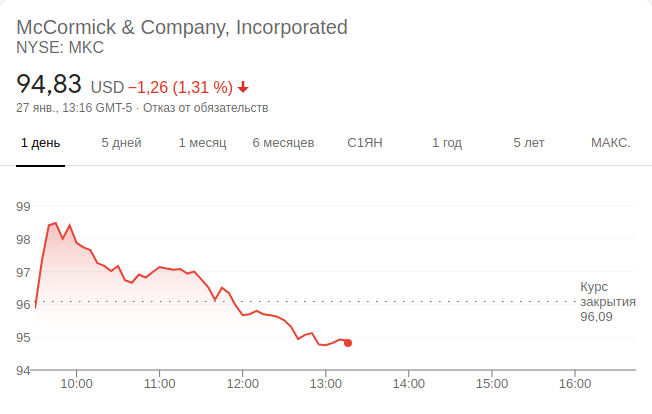 McCormick & Company, Incorporated
NYSE: MKC
94,83 USD −1,26 (1,31 %)
27 янв., 13:16 GMT-5 · Отказ от обязательств
1 день 5 дней 1 месяц 6 месяцев С1ЯН 1 год 5 лет МАКС.
99
98
97
96
95
94
Курс
закрытия
96,09
10:00 11:00 12:00 13:00 14:00 15:00 16:00